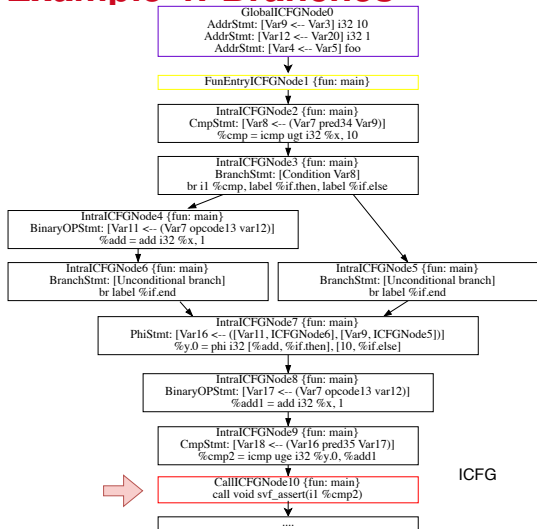 Example 4: Branches
GlobalICFGNode0
AddrStmt: [Var9 <-- Var3] i32 10
AddrStmt: [Var12 <-- Var20] i32 1
AddrStmt: [Var4 <-- Var5] foo
FunEntryICFGNode1 {fun: main}
IntraICFGNode2 {fun: main}
CmpStmt: [Var8 <-- (Var7 pred34 Var9)]
%cmp = icmp ugt i32 %x, 10
IntraICFGNode3 {fun: main}
BranchStmt: [Condition Var8]
br i1 %cmp, label %if.then, label %if.else
IntraICFGNode4 {fun: main}
BinaryOPStmt: [Var11 <-- (Var7 opcode13 var12)]
%add = add i32 %x, 1
IntraICFGNode6 {fun: main}
BranchStmt: [Unconditional branch]
br label %if.end
IntraICFGNode5 {fun: main}
BranchStmt: [Unconditional branch]
br label %if.end
IntraICFGNode7 {fun: main}
PhiStmt: [Var16 <-- ([Var11, ICFGNode6], [Var9, ICFGNode5])]
%y.0 = phi i32 [%add, %if.then], [10, %if.else]
IntraICFGNode8 {fun: main}
BinaryOPStmt: [Var17 <-- (Var7 opcode13 var12)]
%add1 = add i32 %x, 1
IntraICFGNode9 {fun: main}
CmpStmt: [Var18 <-- (Var16 pred35 Var17)]
%cmp2 = icmp uge i32 %y.0, %add1
ICFG
CallICFGNode10 {fun: main}
call void svf_assert(i1 %cmp2)
....